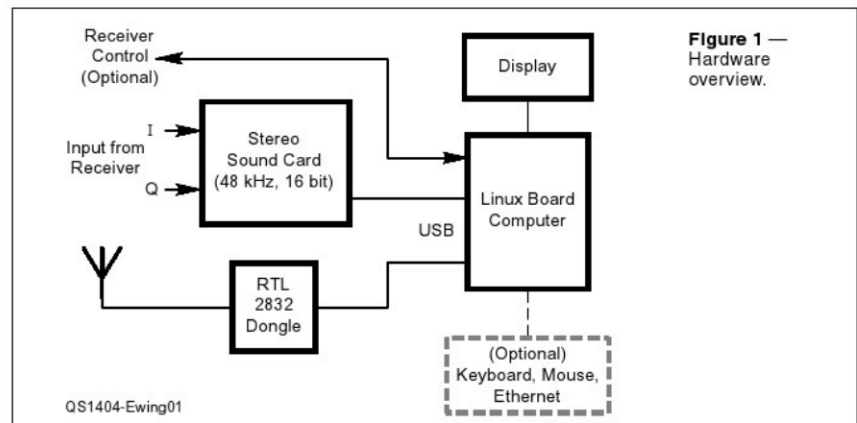 Receiver
Control
(Optional)
Display
Figure 1 —
Hardware
overview.
I
Input from
Receiver
Q
Stereo
Sound Card
(48 kHz, 16 bit)
Linux Board
Computer
USB
RTL
2832
Dongle
(Optional)
Keyboard, Mouse,
Ethernet
QS1404-Ewing01